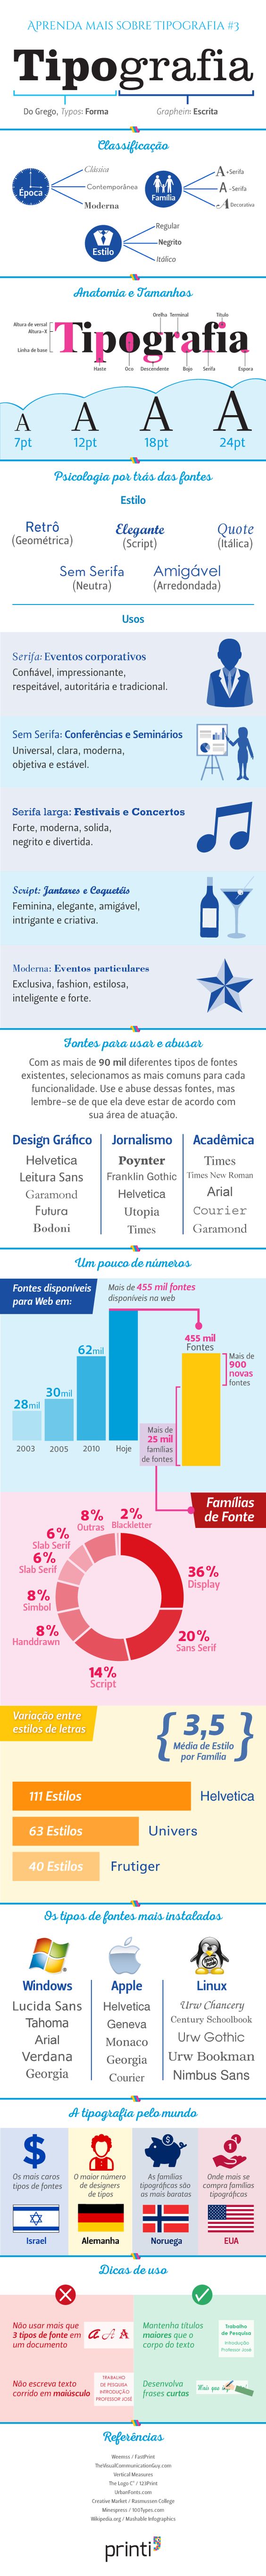 APRENDA MAIS SOBRE TIPOGRAFIA #3
Tipografia
Do Grego, Typos: Forma
Grapheim: Escrita
Classificação
Época
Clássica
Contemporânea
Moderna
Família
A +Serifa
A -Serifa
A Decorativa
Estilo
Regular
Negrito
Itálico
Anatomia e Tamanhos
Orelha Terminal Título
Altura de versal
Altura-X
Linha de base
Tipografia
Haste Oco Descendente Bojo Serifa Espora
A A A A
7pt 12pt 18pt 24pt
Psicologia por trás das fontes
Estilo
Retrô
(Geométrica)
Elegante
(Script)
Quote
(Itálica)
Sem Serifa
(Neutra)
Amigável
(Arredondada)
Usos
Serifa: Eventos corporativos
Confiável, impressionante,
respeitável, autoritária e tradicional.
Sem Serifa: Conferências e Seminários
Universal, clara, moderna,
objetiva e estável.
Serifa larga: Festivais e Concertos
Forte, moderna, solida,
negrito e divertida.
Script: Jantares e Coquetéis
Feminina, elegante, amigável,
intrigante e criativa.
Moderna: Eventos particulares
Exclusiva, fashion, estilosa,
inteligente e forte.
Fontes para usar e abusar
Com as mais de 90 mil diferentes tipos de fontes
existentes, selecionamos as mais comuns para cada
funcionalidade. Use e abuse dessas fontes, mas
lembre-se de que ela deve estar de acordo com
sua área de atuação.
Design Gráfico
Helvetica
Leitura Sans
Garamond
Futura
Bodoni
Jornalismo
Poynter
Franklin Gothic
Helvetica
Utopia
Times
Acadêmica
Times
Times New Roman
Arial
Courier
Garamond
Um pouco de números
Fontes disponíveis
para Web em:
Mais de 455 mil fontes
disponíveis na web
28mil
30mil
62mil
2003 2005 2010 Hoje
455 mil
Fontes
Mais de
900
novas
fontes
Mais de
25 mil
famílias
de fontes
Famílias
de Fonte
8%
Outras
2%
Blackletter
6%
Slab Serif
6%
Slab Serif
8%
Simbol
8%
Handdrawn
36%
Display
20%
Sans Serif
14%
Script
Variação entre
estilos de letras
{ 3,5 }
Média de Estilo
por Família
111 Estilos Helvetica
63 Estilos Univers
40 Estilos Frutiger
Os tipos de fontes mais instalados
Windows
Lucida Sans
Tahoma
Arial
Verdana
Georgia
Apple
Helvetica
Geneva
Monaco
Georgia
Courier
Linux
Urw Chancery
Century Schoolbook
Urw Gothic
Urw Bookman
Nimbus Sans
A tipografia pelo mundo
$
Os mais caros
tipos de fontes
Israel
O maior número
de designers
de tipos
Alemanha
As famílias
tipográficas são
as mais baratas
Noruega
Onde mais se
compra famílias
tipográficas
EUA
Dicas de uso
Não usar mais que
3 tipos de fonte em
um documento
a A A
Não escreva texto
corrido em maiúsculo
TRABALHO
DE PESQUISA
INTRODUÇÃO
PROFESSOR JOSÉ
Mantenha títulos
maiores que o
corpo do texto
Trabalho
de Pesquisa
Introdução
Professor José
Desenvolva
frases curtas
Referências
Weemss / FastPrint
TheVisualCommunicationGuy.com
Vertical Measures
The Logo C° / 123Print
UrbanFonts.com
Creative Market / Rasmussen College
Minespress / 100Types.com
Wikipedia.org / Mashable Infographics
printi